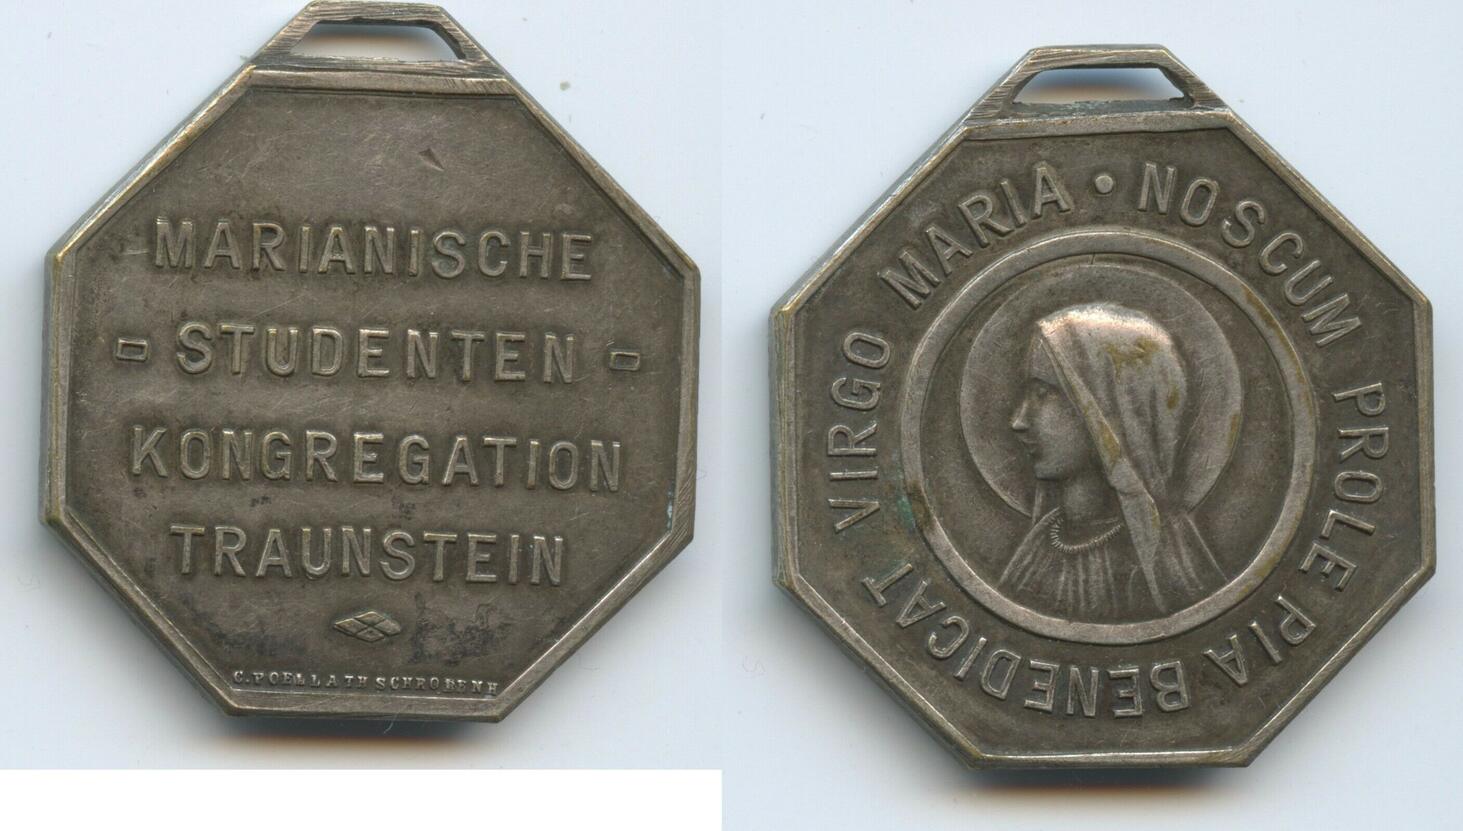 MARIANISCHE
STUDENTEN
KONGREGATION
TRAUNSTEIN
C. POELLATH SCHROBENH
NOSCUM PROLE PIA BENEDICAT VIRGO MARIA